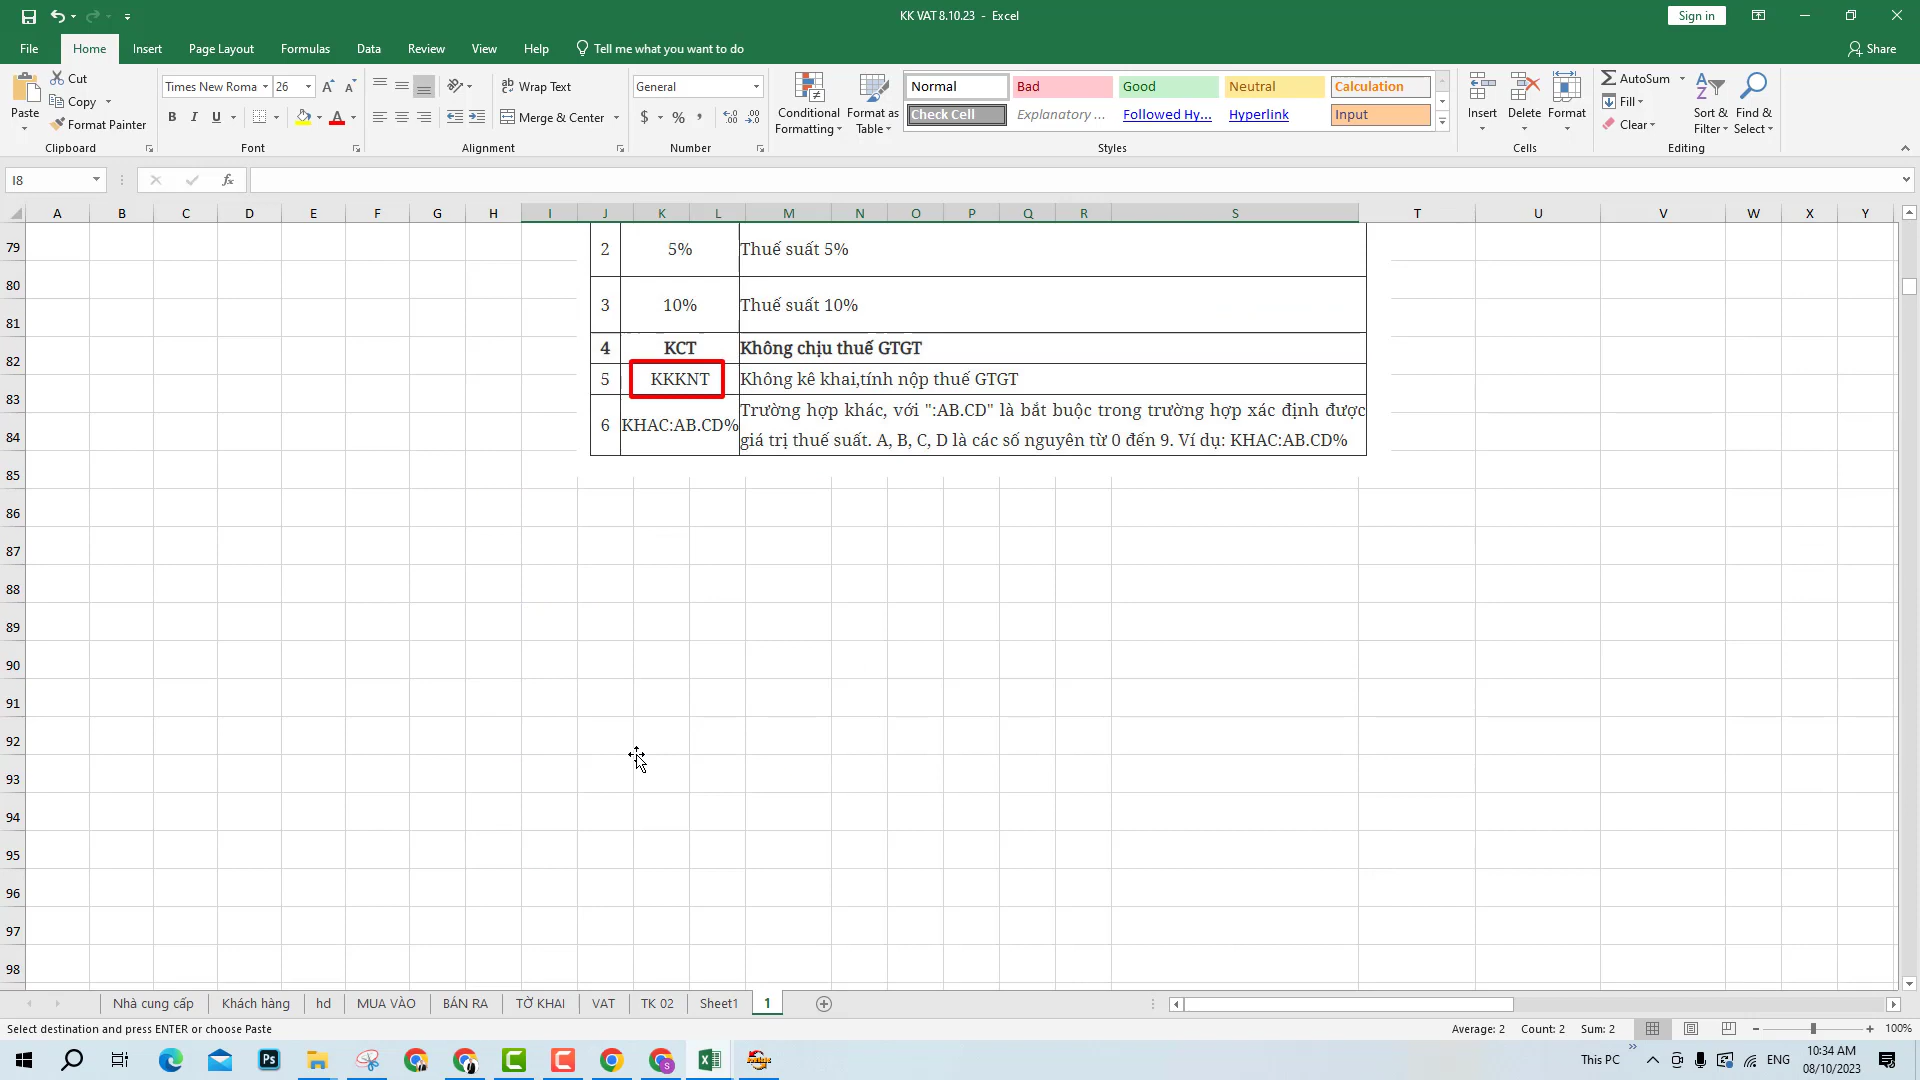 KK VAT 8.10.23 - Excel
Sign in
File Home Insert Page Layout Formulas Data Review View Help Tell me what you want to do
Share
Paste
Cut
Copy
Format Painter
Clipboard
Times New Roma 26
B I U
Font
Wrap Text
Merge & Center
Alignment
General
$ % ,
Number
Conditional Formatting
Format as Table
Normal Bad Good Neutral Calculation
Check Cell Explanatory ... Followed Hy... Hyperlink Input
Styles
Insert Delete Format
Cells
AutoSum
Fill
Clear
Sort & Filter
Find & Select
Editing
I8
fx
A B C D E F G H I J K L M N O P Q R S T U V W X Y
79
80
81
82
83
84
85
86
87
88
89
90
91
92
93
94
95
96
97
98
2 5% Thuế suất 5%
3 10% Thuế suất 10%
4 KCT Không chịu thuế GTGT
5 KKKNT Không kê khai,tính nộp thuế GTGT
6 KHAC:AB.CD% Trường hợp khác, với ":AB.CD" là bắt buộc trong trường hợp xác định được
giá trị thuế suất. A, B, C, D là các số nguyên từ 0 đến 9. Ví dụ: KHAC:AB.CD%
Nhà cung cấp Khách hàng hd MUA VÀO BÁN RA TỜ KHAI VAT TK 02 Sheet1 1
Select destination and press ENTER or choose Paste
Average: 2 Count: 2 Sum: 2
100%
Ps
This PC
ENG
10:34 AM
08/10/2023